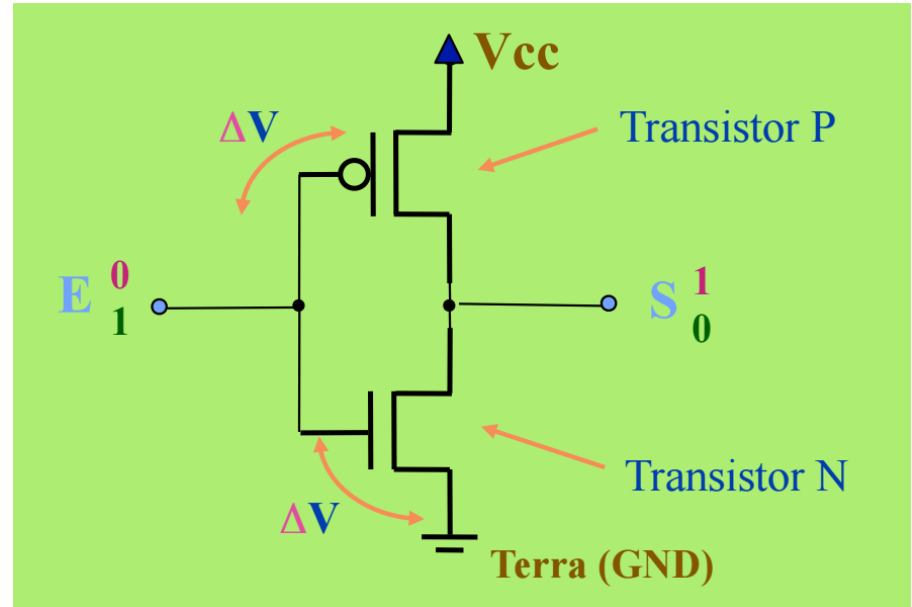 Vcc
ΔV
Transistor P
E 0 1
S 1 0
Transistor N
ΔV
Terra (GND)